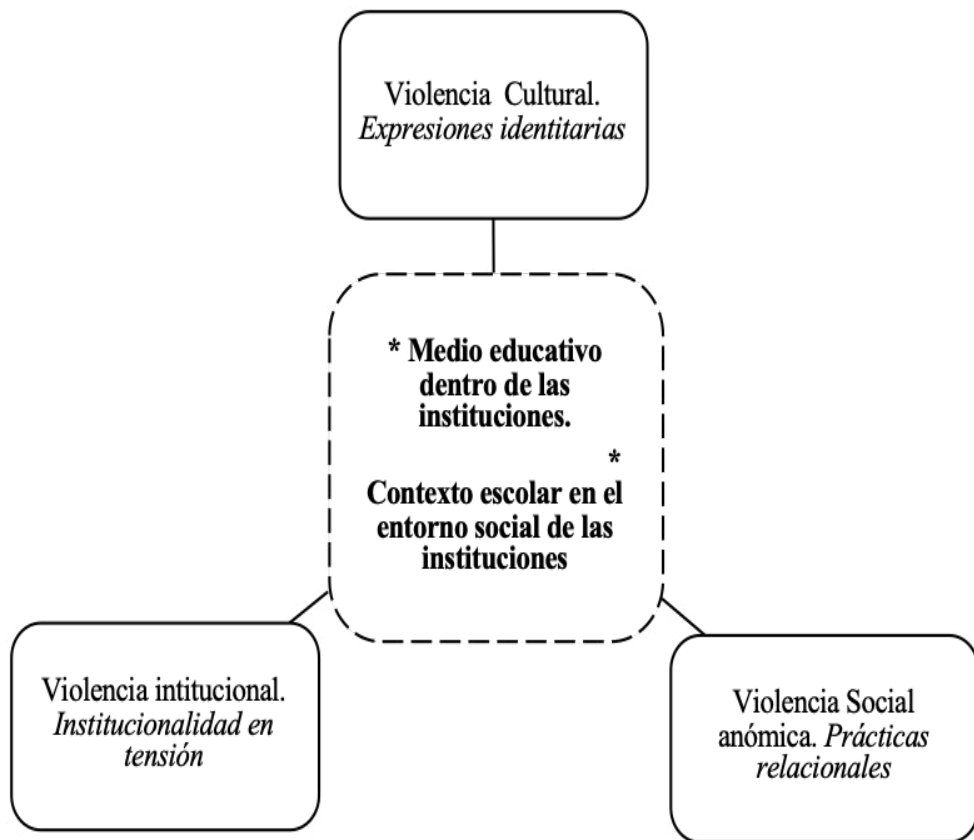 Violencia Cultural.
Expresiones identitarias
* Medio educativo
dentro de las
instituciones.
*
Contexto escolar en el
entorno social de las
instituciones
Violencia intitucional.
Institucionalidad en
tensión
Violencia Social
anómica. Prácticas
relacionales